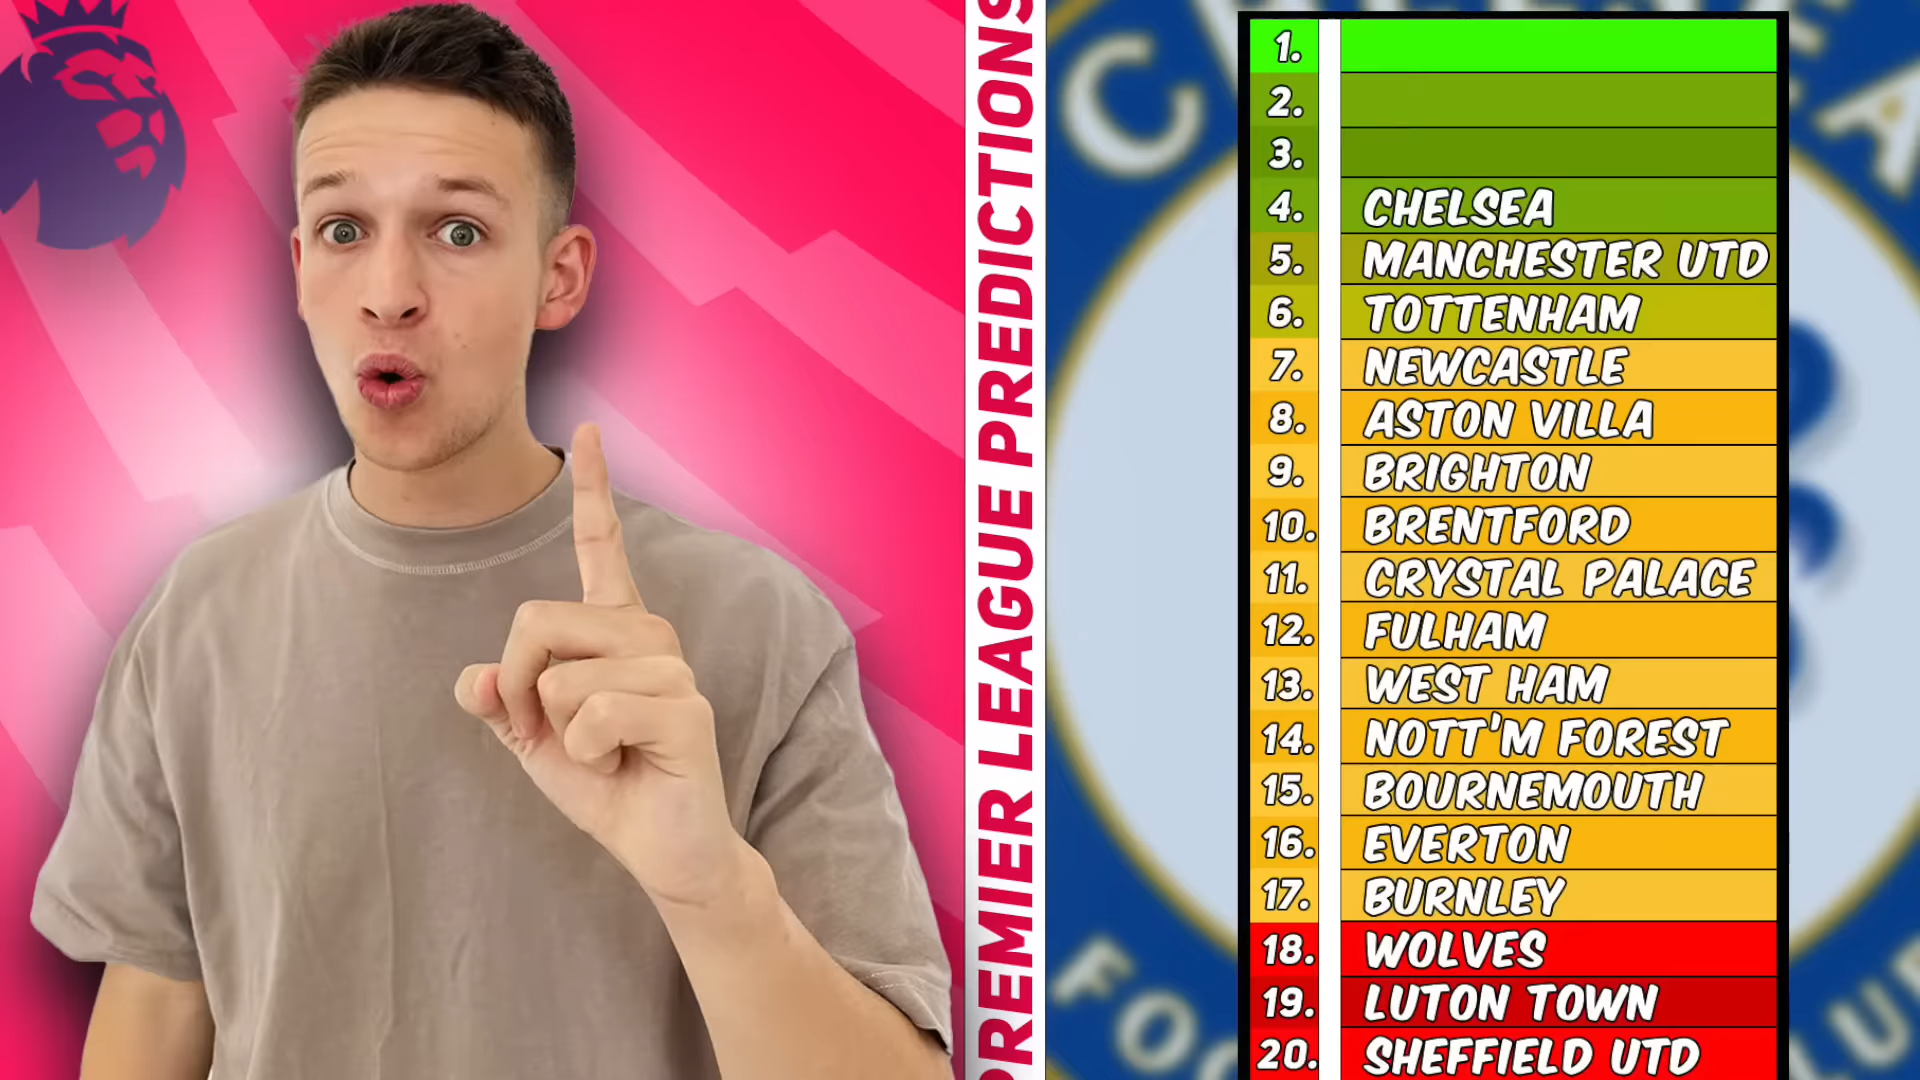 PREMIER LEAGUE PREDICTIONS
1.
2.
3.
4. CHELSEA
5. MANCHESTER UTD
6. TOTTENHAM
7. NEWCASTLE
8. ASTON VILLA
9. BRIGHTON
10. BRENTFORD
11. CRYSTAL PALACE
12. FULHAM
13. WEST HAM
14. NOTT'M FOREST
15. BOURNEMOUTH
16. EVERTON
17. BURNLEY
18. WOLVES
19. LUTON TOWN
20. SHEFFIELD UTD